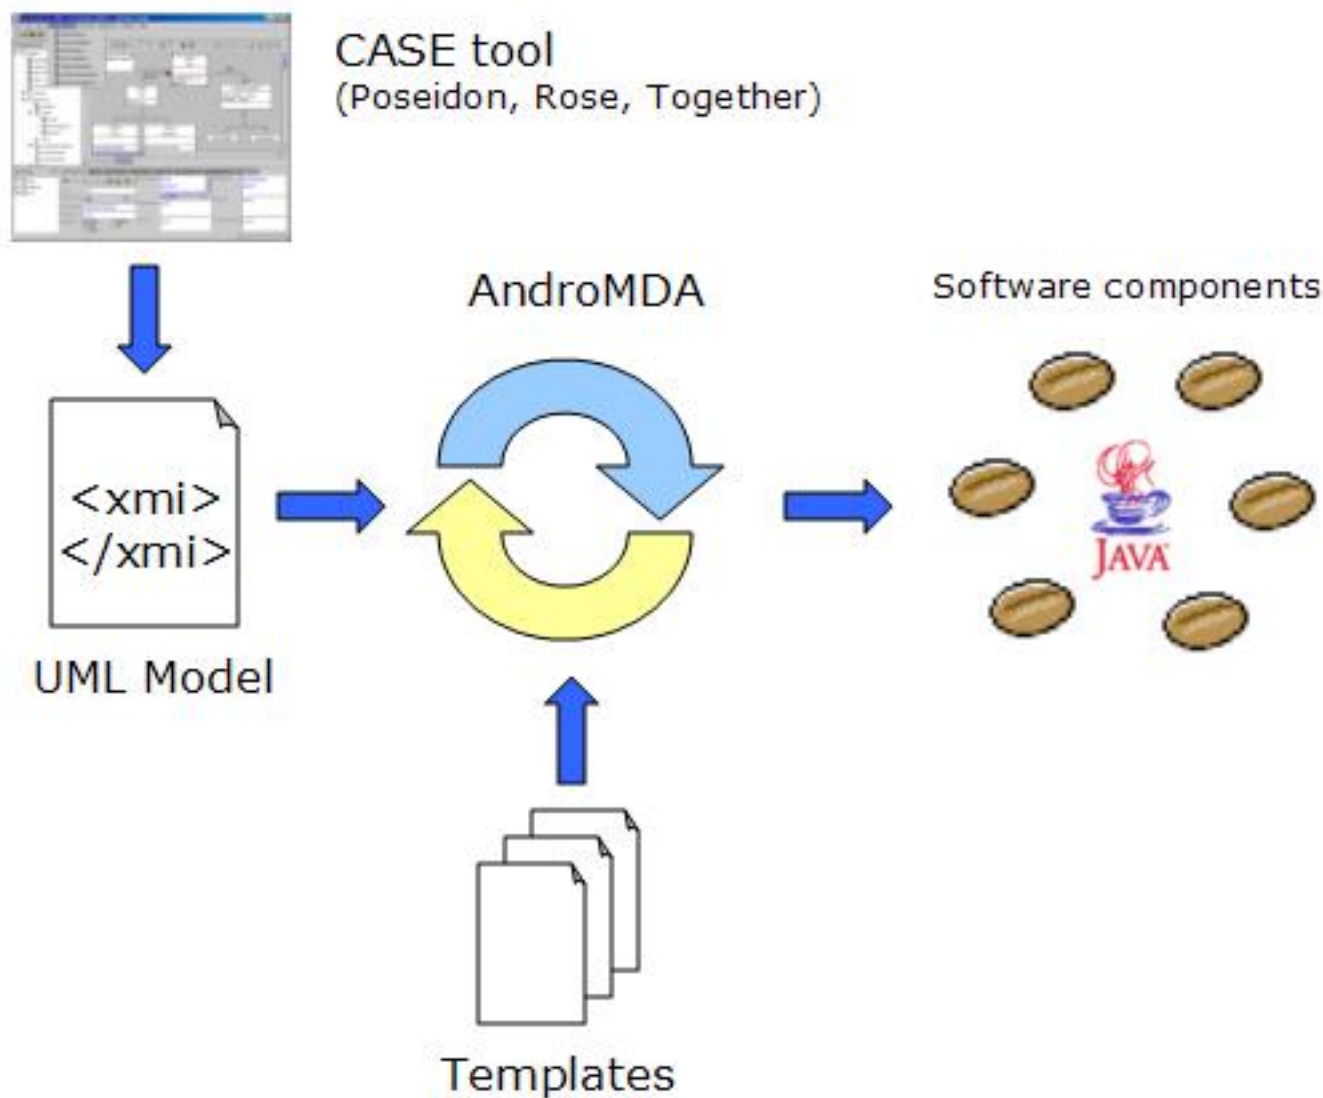 CASE tool
(Poseidon, Rose, Together)
AndroMDA
Software components
<xmi>
</xmi>
JAVA
UML Model
Templates